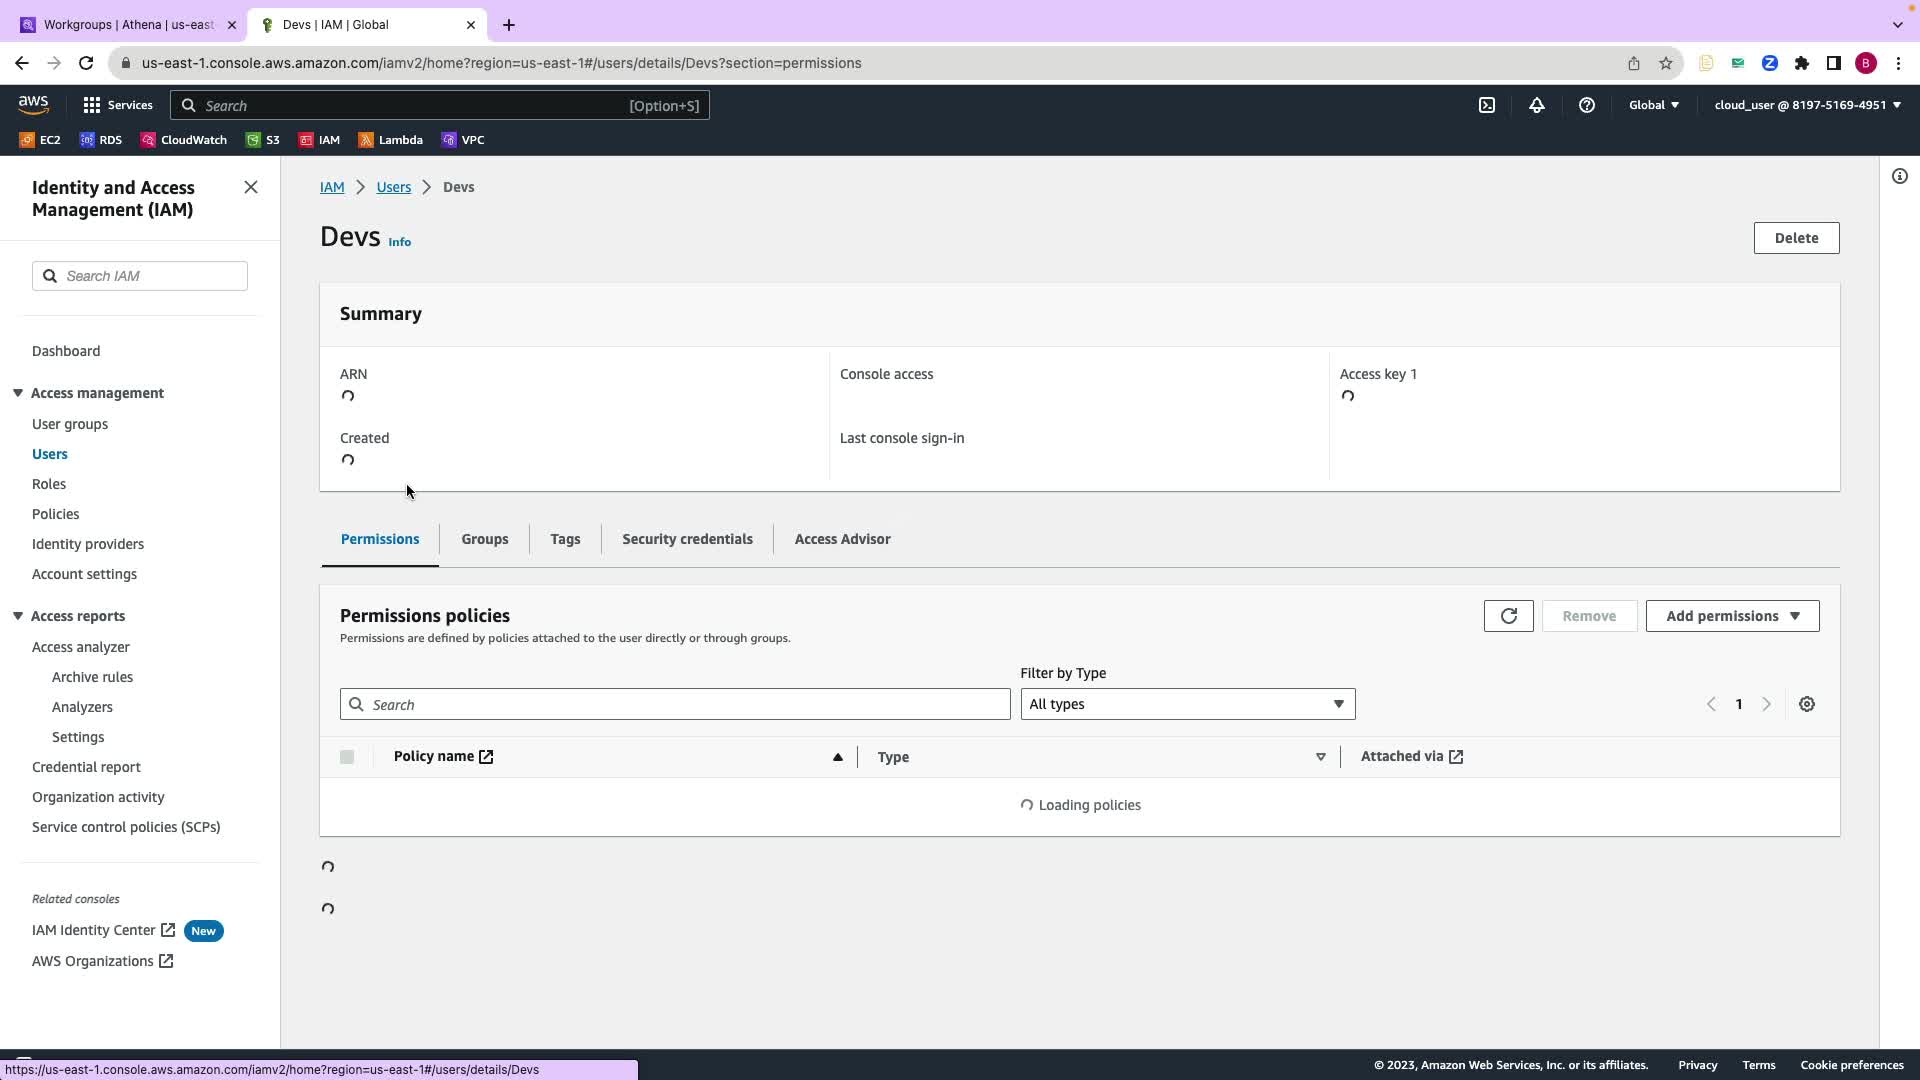 Workgroups | Athena | us-east
Devs | IAM | Global
us-east-1.console.aws.amazon.com/iamv2/home?region=us-east-1#/users/details/Devs?section=permissions
B
aws
Services
Search
[Option+S]
Global
cloud_user @ 8197-5169-4951
EC2
RDS
CloudWatch
S3
IAM
Lambda
VPC
Identity and Access
Management (IAM)
Search IAM
Dashboard
Access management
User groups
Users
Roles
Policies
Identity providers
Account settings
Access reports
Access analyzer
Archive rules
Analyzers
Settings
Credential report
Organization activity
Service control policies (SCPs)
Related consoles
IAM Identity Center
New
AWS Organizations
IAM > Users > Devs
Devs Info
Delete
Summary
ARN
Console access
Access key 1
Created
Last console sign-in
Permissions
Groups
Tags
Security credentials
Access Advisor
Permissions policies
Permissions are defined by policies attached to the user directly or through groups.
Remove
Add permissions
Filter by Type
Search
All types
1
Policy name
Type
Attached via
Loading policies
https://us-east-1.console.aws.amazon.com/iamv2/home?region=us-east-1#/users/details/Devs
© 2023, Amazon Web Services, Inc. or its affiliates.
Privacy
Terms
Cookie preferences